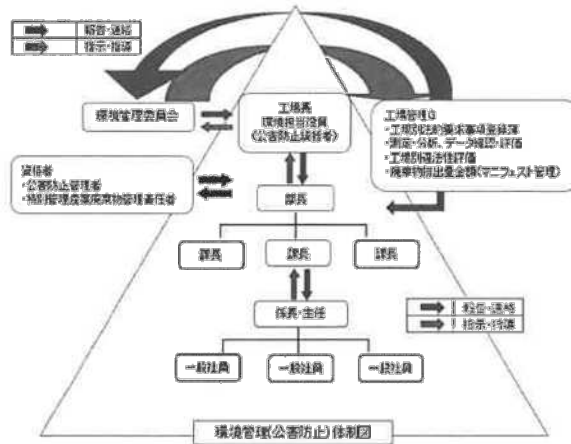 報告・連絡
指示・指導
環境管理委員会
工場長
環境担当役員
(公害防止統括者)
工場管理G
・工場別法的要求事項登録簿
・測定・分析、データ確認・評価
・工場別遵法性評価
・廃棄物排出量金額(マニフェスト管理)
責任者
・公害防止管理者
・特別管理産業廃棄物管理責任者
部長
課長
課長
課長
係長・主任
報告・連絡
指示・指導
一般社員
一般社員
一般社員
環境管理(公害防止)体制図